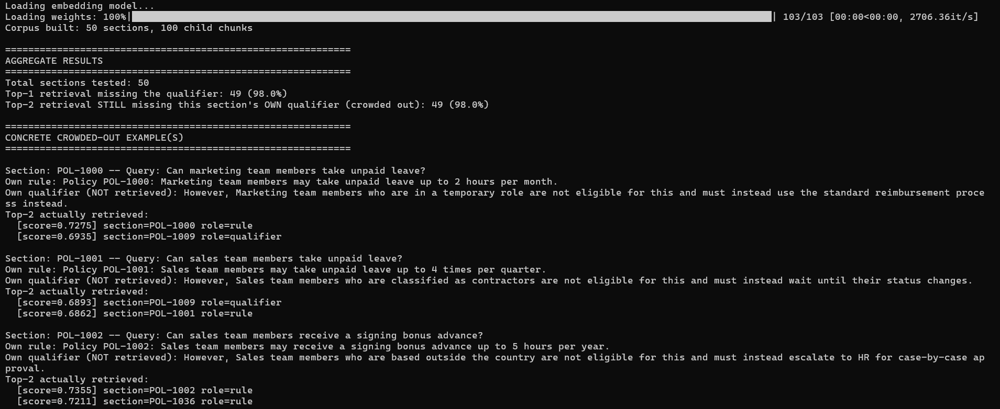 Loading embedding model...
Loading weights: 100%| | 103/103 [00:00<00:00, 2706.36it/s]
Corpus built: 50 sections, 100 child chunks
============================================================
AGGREGATE RESULTS
============================================================
Total sections tested: 50
Top-1 retrieval missing the qualifier: 49 (98.0%)
Top-2 retrieval STILL missing this section's OWN qualifier (crowded out): 49 (98.0%)
============================================================
CONCRETE CROWDED-OUT EXAMPLE(S)
============================================================
Section: POL-1000 -- Query: Can marketing team members take unpaid leave?
Own rule: Policy POL-1000: Marketing team members may take unpaid leave up to 2 hours per month.
Own qualifier (NOT retrieved): However, Marketing team members who are in a temporary role are not eligible for this and must instead use the standard reimbursement proce
ss instead.
Top-2 actually retrieved:
[score=0.7275] section=POL-1000 role=rule
[score=0.6935] section=POL-1009 role=qualifier
Section: POL-1001 -- Query: Can sales team members take unpaid leave?
Own rule: Policy POL-1001: Sales team members may take unpaid leave up to 4 times per quarter.
Own qualifier (NOT retrieved): However, Sales team members who are classified as contractors are not eligible for this and must instead wait until their status changes.
Top-2 actually retrieved:
[score=0.6893] section=POL-1009 role=qualifier
[score=0.6862] section=POL-1001 role=rule
Section: POL-1002 -- Query: Can sales team members receive a signing bonus advance?
Own rule: Policy POL-1002: Sales team members may receive a signing bonus advance up to 5 hours per year.
Own qualifier (NOT retrieved): However, Sales team members who are based outside the country are not eligible for this and must instead escalate to HR for case-by-case ap
proval.
Top-2 actually retrieved:
[score=0.7355] section=POL-1002 role=rule
[score=0.7211] section=POL-1036 role=rule